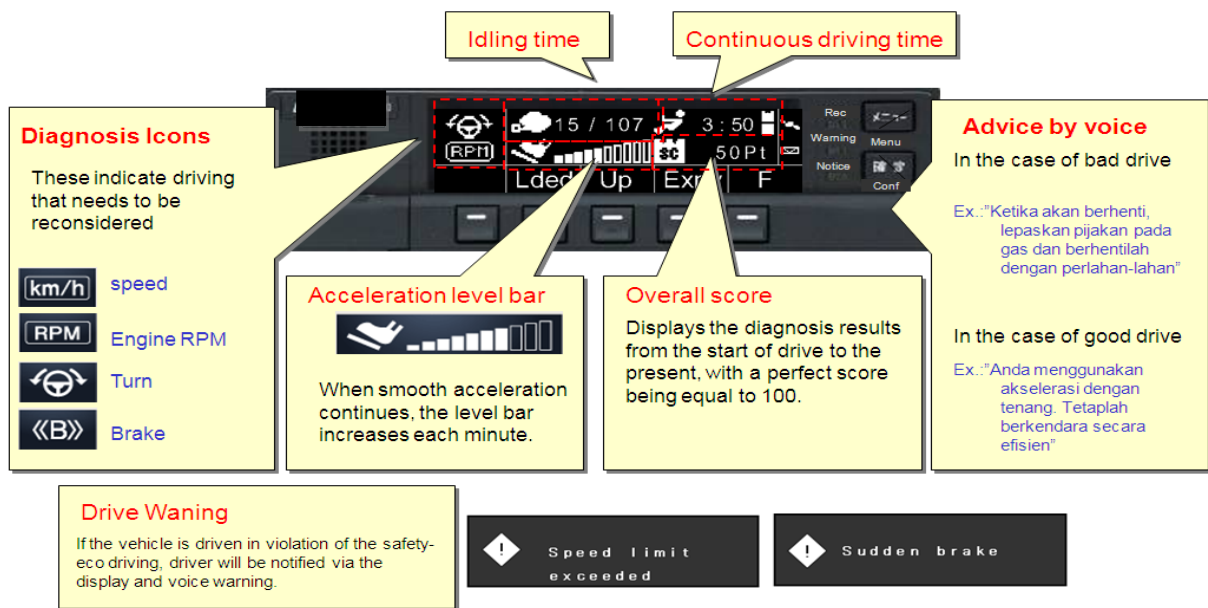 Idling time
Continuous driving time
Diagnosis Icons
These indicate driving
that needs to be
reconsidered
km/h
speed
RPM
Engine RPM
Turn
«B»
Brake
RPM
15 / 107
3 : 50
SC
50Pt
Lded
Up
F
Rec
Warning
Notice
メニュー
Menu
Conf
Acceleration level bar
When smooth acceleration
continues, the level bar
increases each minute.
Overall score
Displays the diagnosis results
from the start of drive to the
present, with a perfect score
being equal to 100.
Advice by voice
In the case of bad drive
Ex.:”Ketika akan berhenti,
lepaskan pijakan pada
gas dan berhentilah
dengan perlahan-lahan”
In the case of good drive
Ex.:”Anda menggunakan
akselerasi dengan
tenang. Tetaplah
berkendara secara
efisien”
Drive Waning
If the vehicle is driven in violation of the safety-
eco driving, driver will be notified via the
display and voice warning.
! Speed limit
exceeded
! Sudden brake